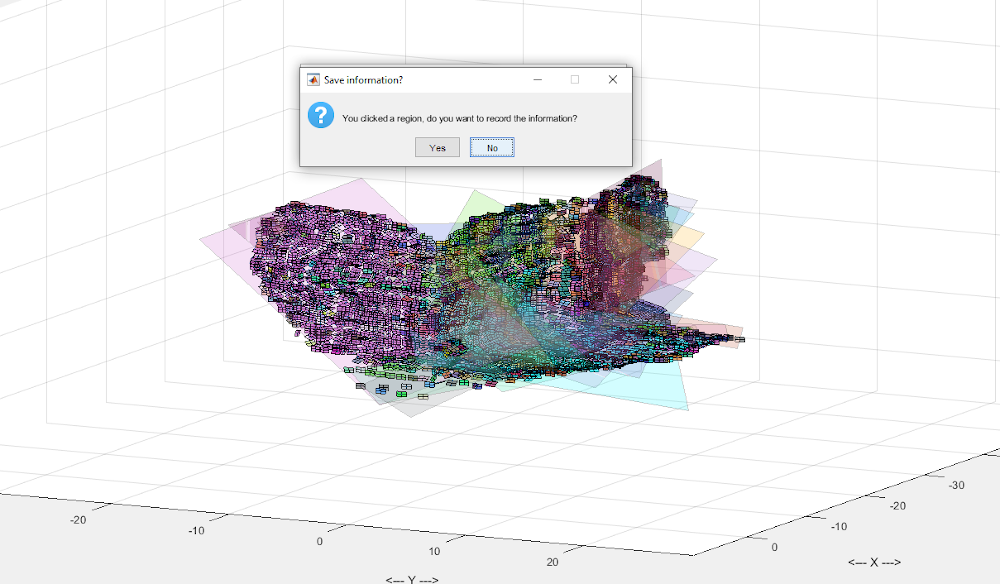 Save information?
You clicked a region, do you want to record the information?
Yes No
-30
-20
-20
-10
-10
0
0
10
20
<--- X --->
<--- Y --->